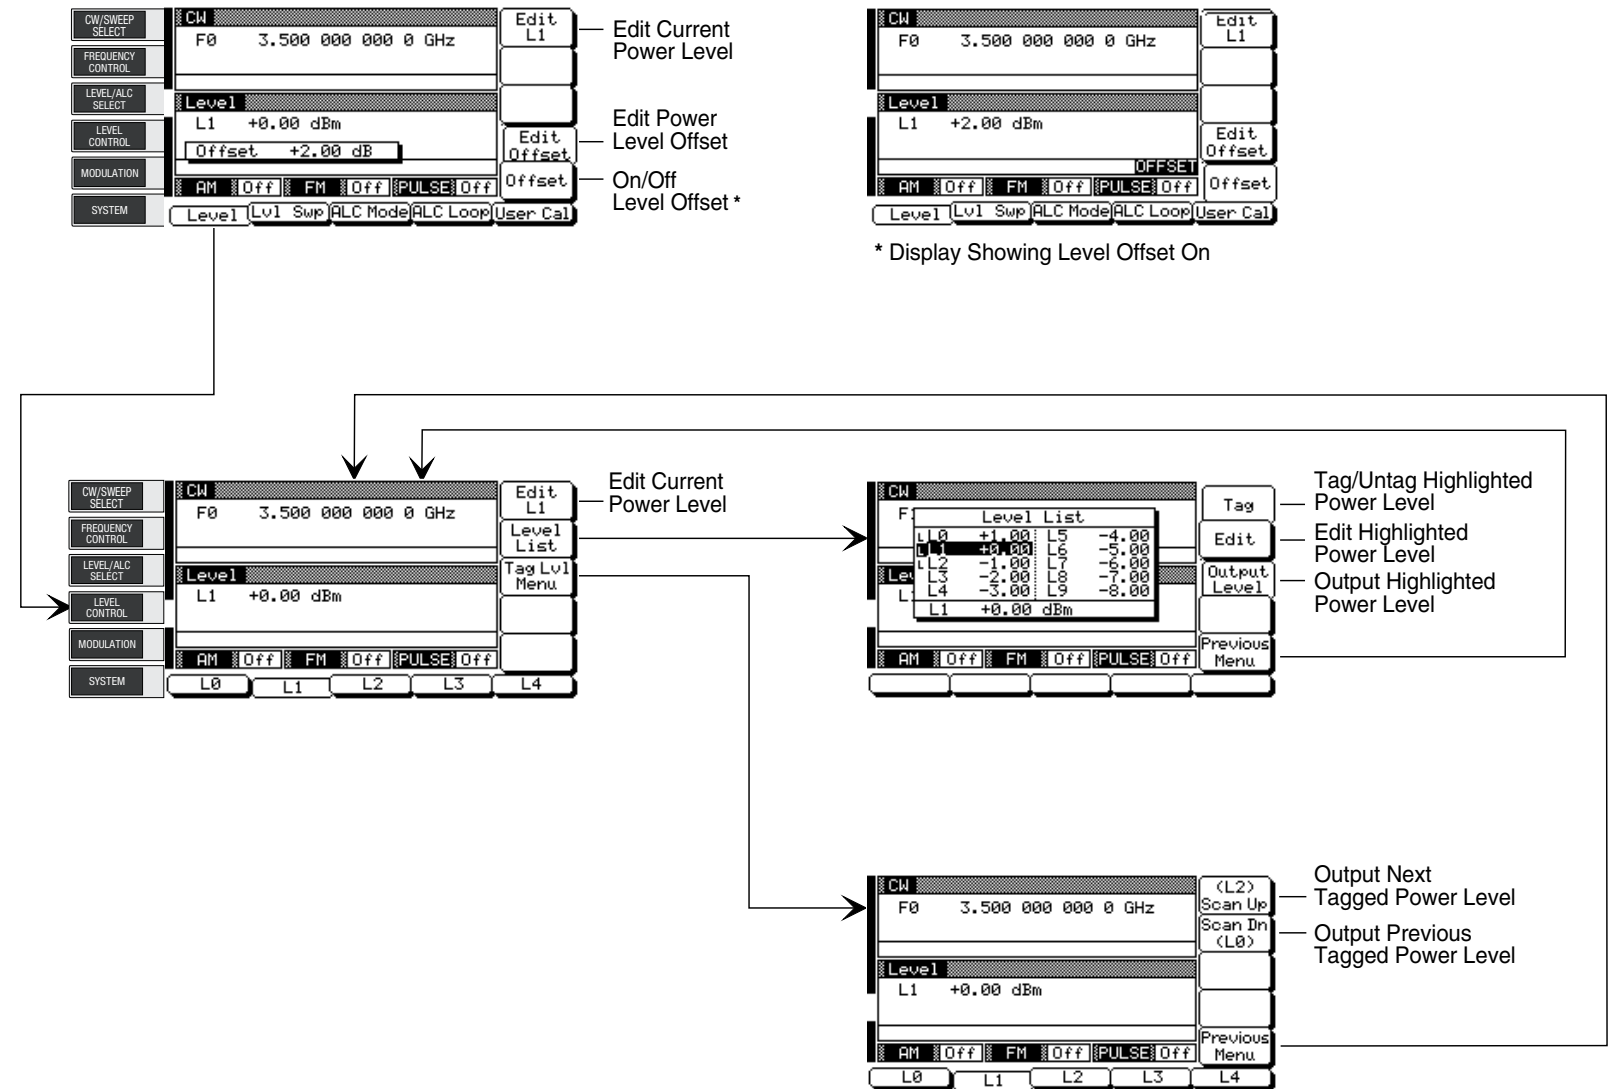 CW/SWEEP
SELECT
FREQUENCY
CONTROL
LEVEL/ALC
SELECT
LEVEL
CONTROL
MODULATION
SYSTEM
CW
F0 3.500 000 000 0 GHz
Level
L1 +0.00 dBm
Offset +2.00 dB
AM Off FM Off PULSE Off
Level Lvl Swp ALC Mode ALC Loop User Cal
Edit
L1
Edit
Offset
Offset
Edit Current
Power Level
Edit Power
Level Offset
On/Off
Level Offset *
CW
F0 3.500 000 000 0 GHz
Level
L1 +2.00 dBm
OFFSET
AM Off FM Off PULSE Off
Level Lvl Swp ALC Mode ALC Loop User Cal
Edit
L1
Edit
Offset
Offset
* Display Showing Level Offset On
CW/SWEEP
SELECT
FREQUENCY
CONTROL
LEVEL/ALC
SELECT
LEVEL
CONTROL
MODULATION
SYSTEM
CW
F0 3.500 000 000 0 GHz
Level
L1 +0.00 dBm
AM Off FM Off PULSE Off
L0 L1 L2 L3 L4
Edit
L1
Level
List
Tag Lvl
Menu
Edit Current
Power Level
CW
F
Level List
L L0 +1.00 L5 -4.00
L L1 +0.00 L6 -5.00
L L2 -1.00 L7 -6.00
L3 -2.00 L8 -7.00
L4 -3.00 L9 -8.00
L1 +0.00 dBm
Lev
L
AM Off FM Off PULSE Off
Tag
Edit
Output
Level
Previous
Menu
Tag/Untag Highlighted
Power Level
Edit Highlighted
Power Level
Output Highlighted
Power Level
CW
F0 3.500 000 000 0 GHz
Level
L1 +0.00 dBm
AM Off FM Off PULSE Off
L0 L1 L2 L3 L4
(L2)
Scan Up
Scan Dn
(L0)
Previous
Menu
Output Next
Tagged Power Level
Output Previous
Tagged Power Level